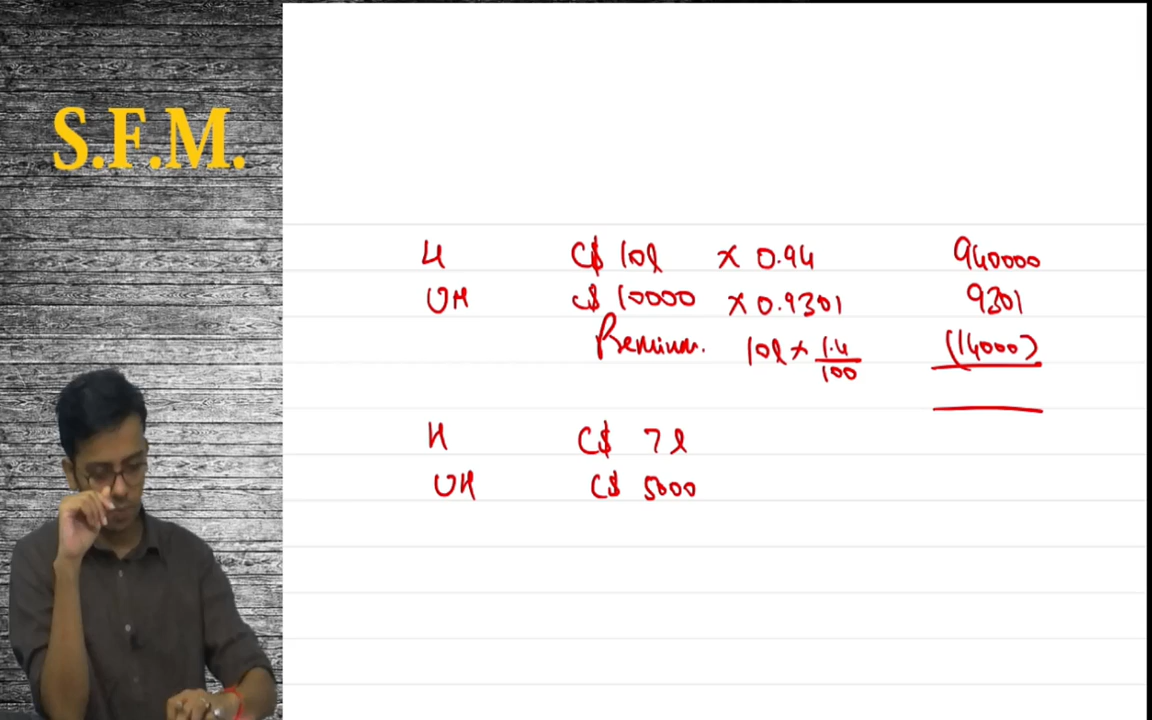 S.F.M.
H C$ 10l × 0.94 940000
UH C$ 10000 × 0.9301 9301
Premium. 10l × 1.4/100 (14000)
H C$ 7l
UH C$ 5000